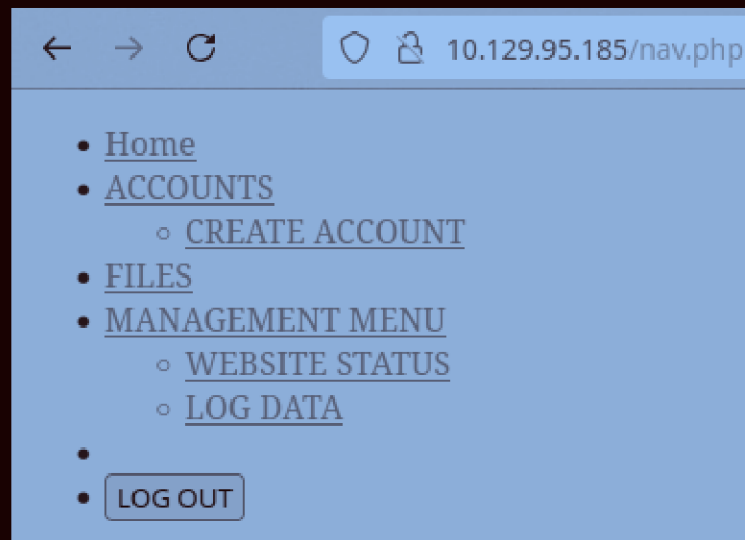 10.129.95.185/nav.php
Home
ACCOUNTS
CREATE ACCOUNT
FILES
MANAGEMENT MENU
WEBSITE STATUS
LOG DATA
LOG OUT